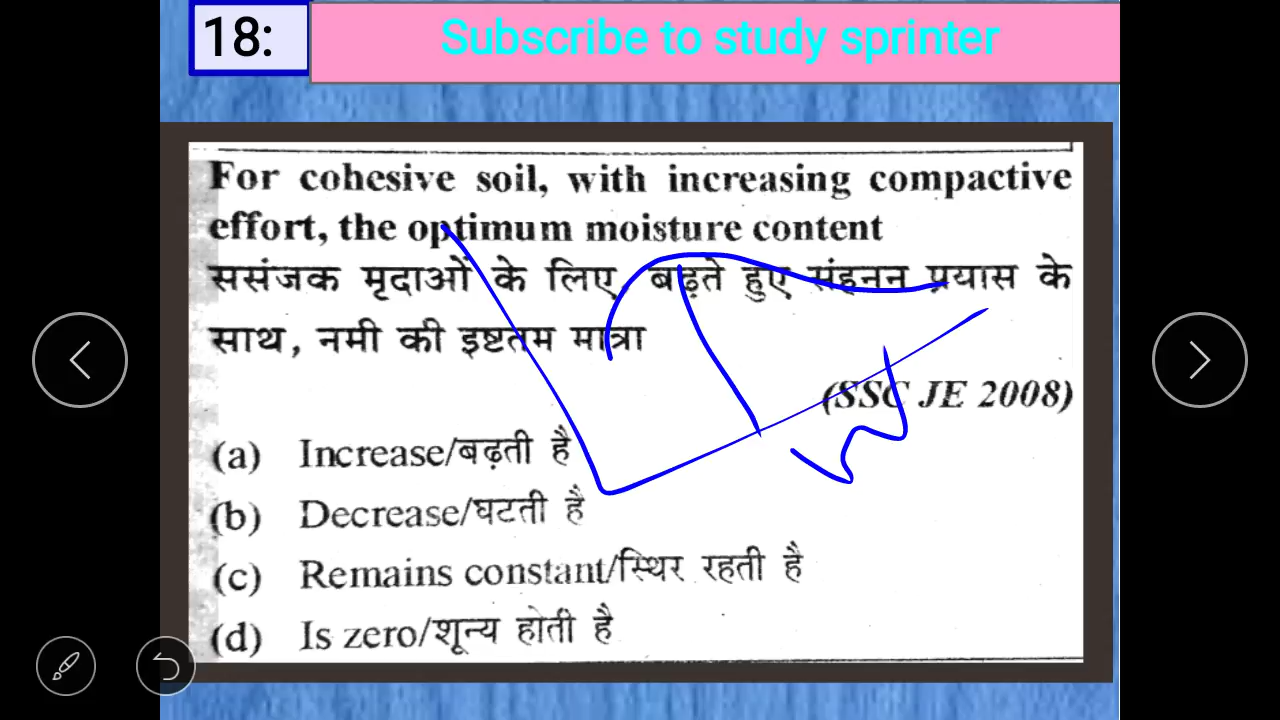 18:
Subscribe to study sprinter
For cohesive soil, with increasing compactive
effort, the optimum moisture content
ससंजक मृदाओं के लिए, बढ़ते हुए संहनन प्रयास के
साथ, नमी की इष्टतम मात्रा
(SSC JE 2008)
(a) Increase/बढ़ती है
(b) Decrease/घटती है
(c) Remains constant/स्थिर रहती है
(d) Is zero/शून्य होती है